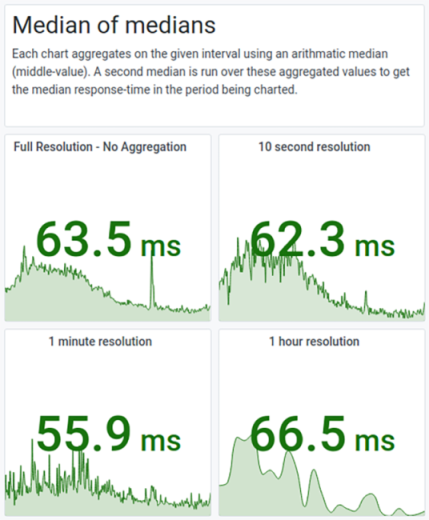 Median of medians
Each chart aggregates on the given interval using an arithmetic median
(middle-value). A second median is run over these aggregated values to get
the median response-time in the period being charted.
Full Resolution - No Aggregation
63.5 ms
10 second resolution
62.3 ms
1 minute resolution
55.9 ms
1 hour resolution
66.5 ms